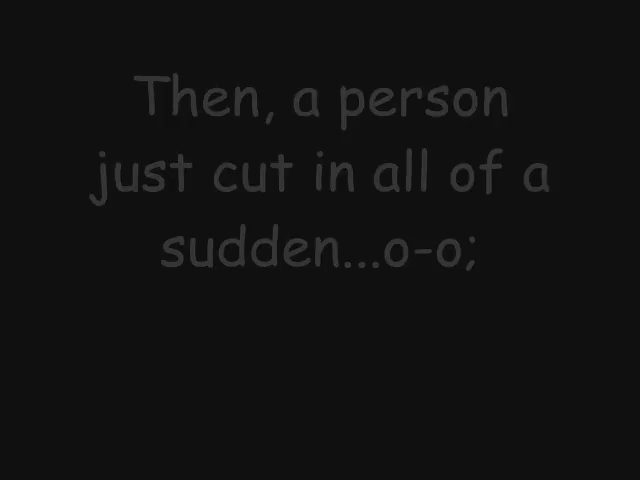 Then, a person
just cut in all of a
sudden...o-o;